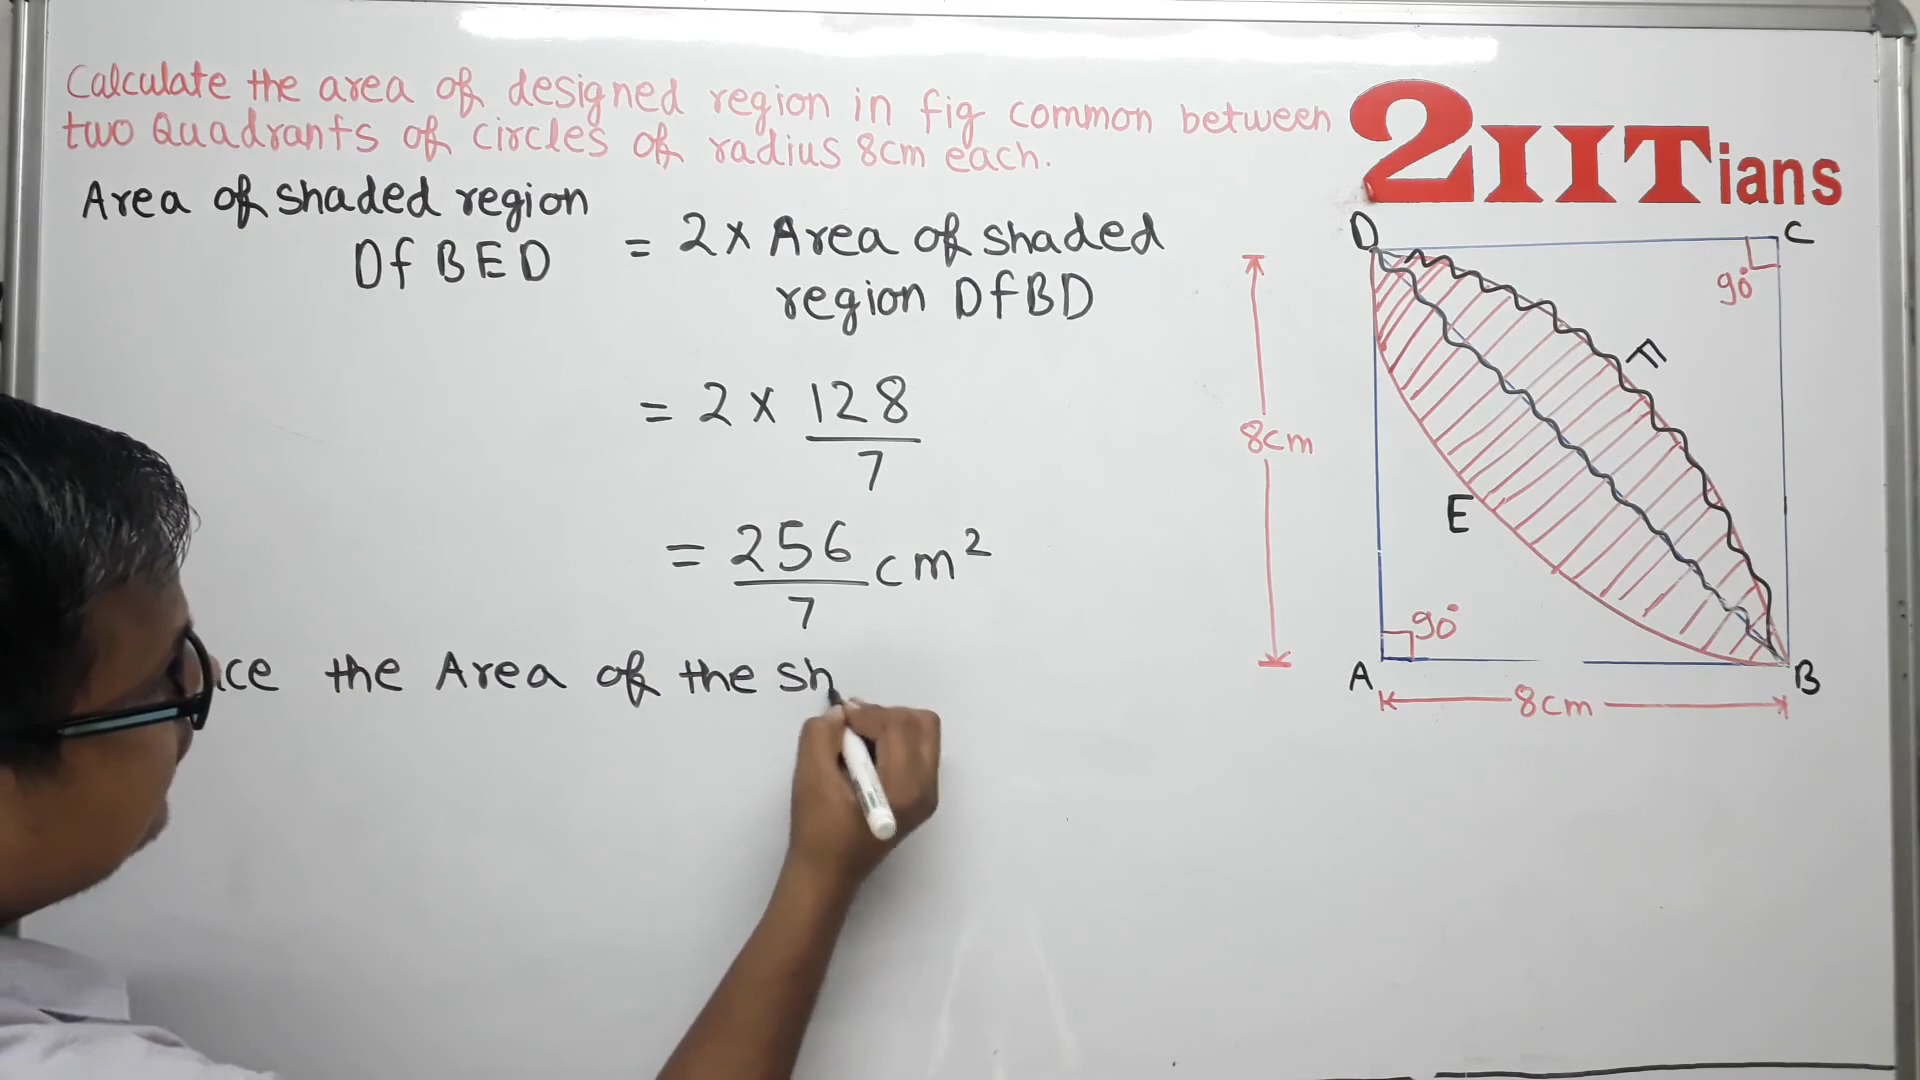 Calculate the area of designed region in fig common between
two Quadrants of circles of radius 8cm each.
2IITians
Area of shaded region
DfBED = 2 × Area of shaded
region DfBD
= 2 × 128
7
= 256 cm²
7
ce the Area of the sh
D
C
90°
F
8cm
E
90°
A
B
8cm